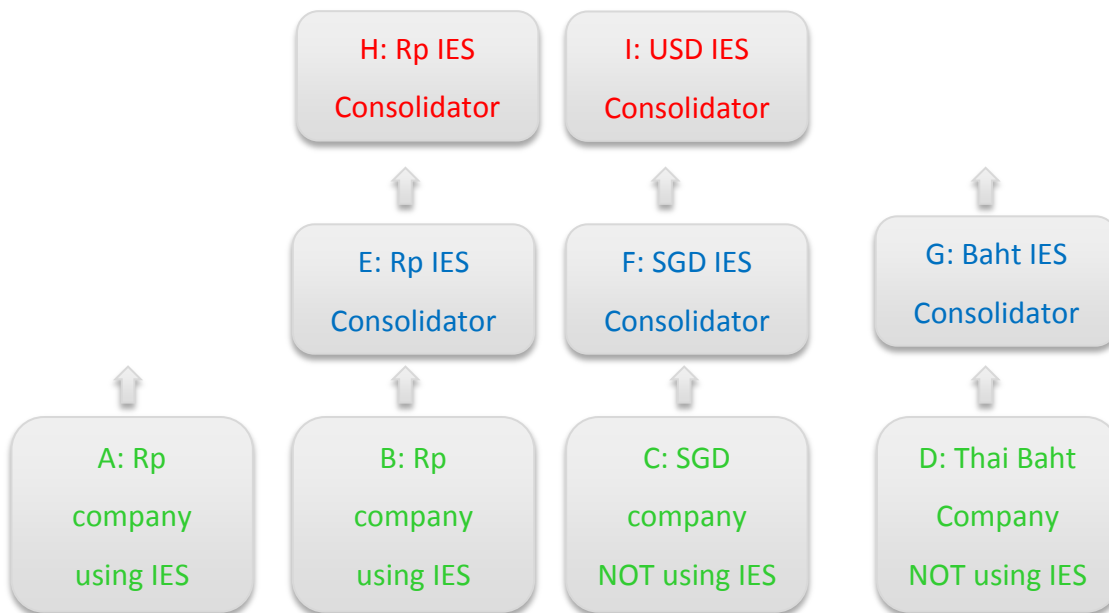 H: Rp IES
Consolidator
I: USD IES
Consolidator
E: Rp IES
Consolidator
F: SGD IES
Consolidator
G: Baht IES
Consolidator
A: Rp
company
using IES
B: Rp
company
using IES
C: SGD
company
NOT using IES
D: Thai Baht
Company
NOT using IES